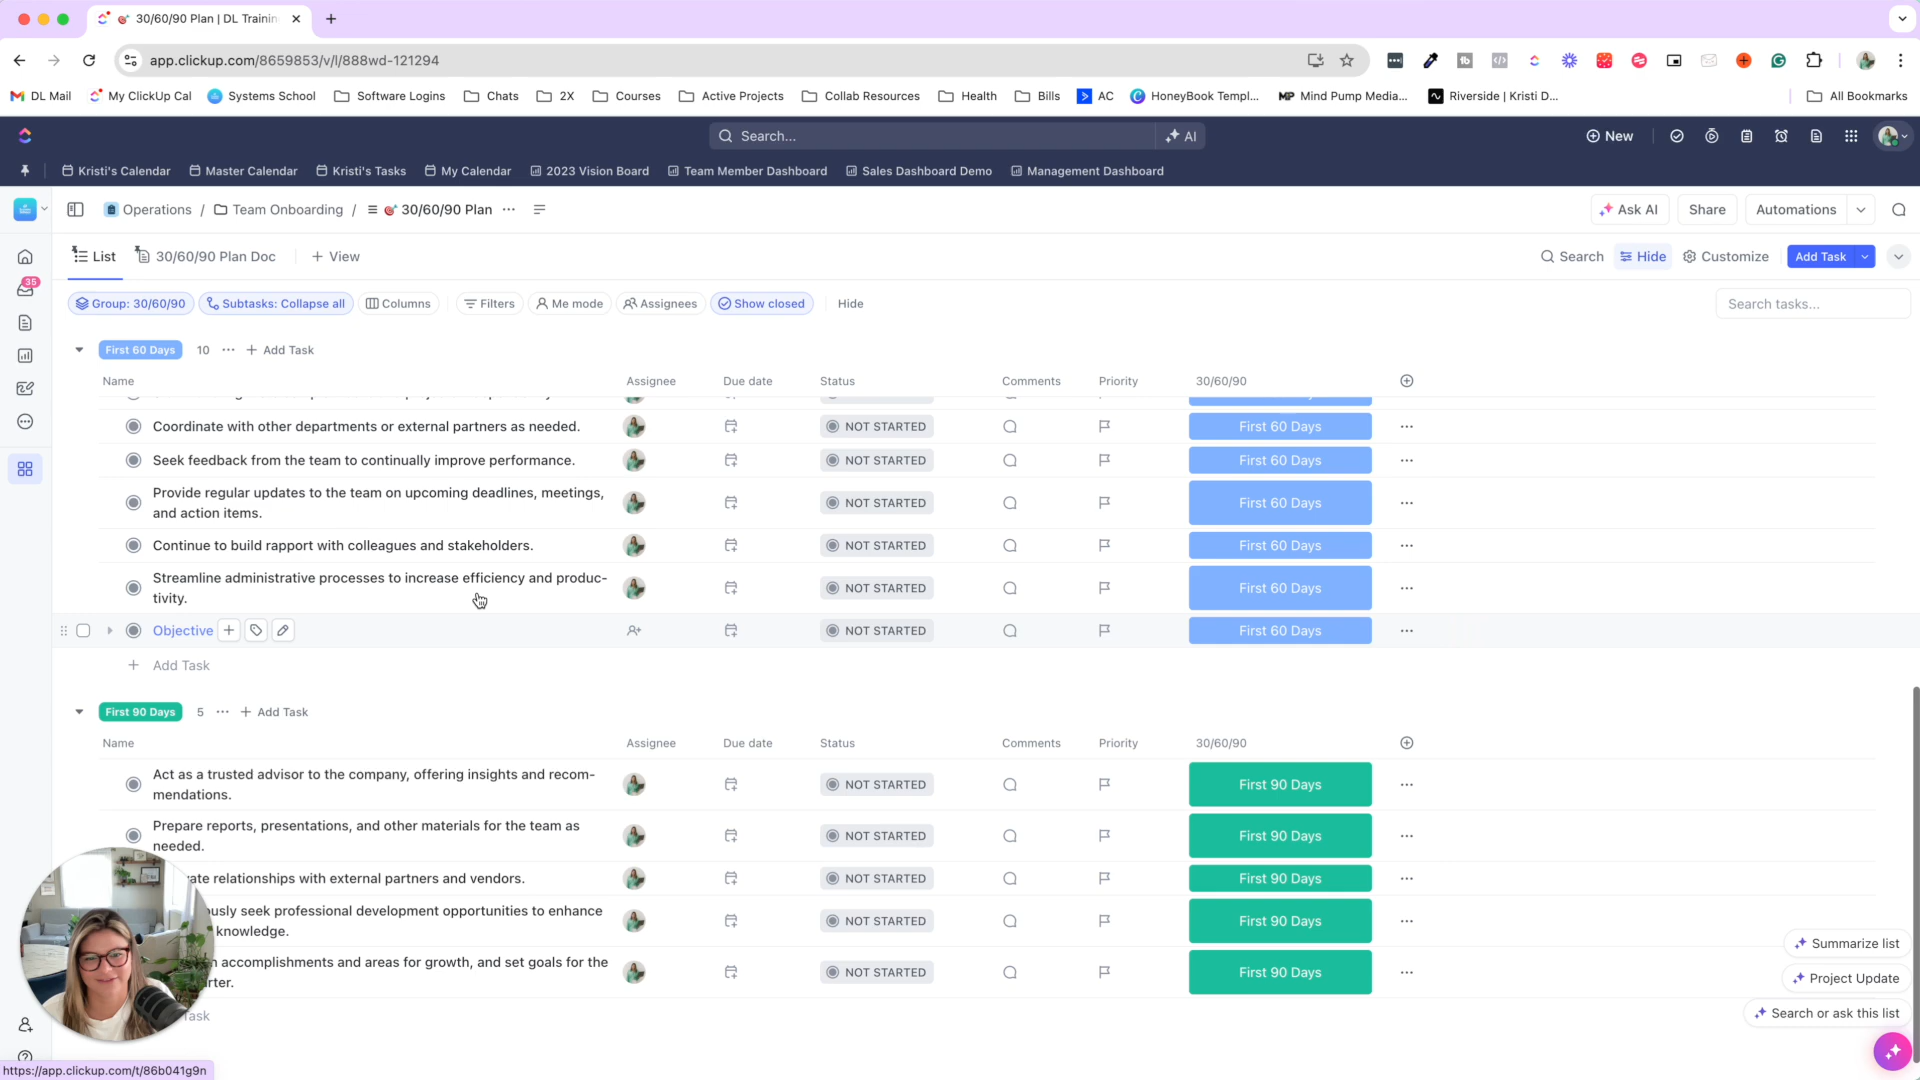 30/60/90 Plan | DL Trainin
app.clickup.com/8659853/v/l/888wd-121294
DL Mail
My ClickUp Cal
Systems School
Software Logins
Chats
2X
Courses
Active Projects
Collab Resources
Health
Bills
AC
HoneyBook Templ...
MP Mind Pump Media...
Riverside | Kristi D...
All Bookmarks
Search...
AI
New
Kristi's Calendar
Master Calendar
Kristi's Tasks
My Calendar
2023 Vision Board
Team Member Dashboard
Sales Dashboard Demo
Management Dashboard
Operations / Team Onboarding / 30/60/90 Plan
Ask AI
Share
Automations
35
List
30/60/90 Plan Doc
+ View
Search
Hide
Customize
Add Task
Group: 30/60/90
Subtasks: Collapse all
Columns
Filters
Me mode
Assignees
Show closed
Hide
Search tasks...
First 60 Days 10 ... + Add Task
Name Assignee Due date Status Comments Priority 30/60/90
Coordinate with other departments or external partners as needed. NOT STARTED First 60 Days
Seek feedback from the team to continually improve performance. NOT STARTED First 60 Days
Provide regular updates to the team on upcoming deadlines, meetings,
and action items. NOT STARTED First 60 Days
Continue to build rapport with colleagues and stakeholders. NOT STARTED First 60 Days
Streamline administrative processes to increase efficiency and produc-
tivity. NOT STARTED First 60 Days
Objective NOT STARTED First 60 Days
+ Add Task
First 90 Days 5 ... + Add Task
Name Assignee Due date Status Comments Priority 30/60/90
Act as a trusted advisor to the company, offering insights and recom-
mendations. NOT STARTED First 90 Days
Prepare reports, presentations, and other materials for the team as
needed. NOT STARTED First 90 Days
relationships with external partners and vendors. NOT STARTED First 90 Days
seek professional development opportunities to enhance
knowledge. NOT STARTED First 90 Days
accomplishments and areas for growth, and set goals for the
NOT STARTED First 90 Days
Task
Summarize list
Project Update
Search or ask this list
https://app.clickup.com/t/86b041g9n